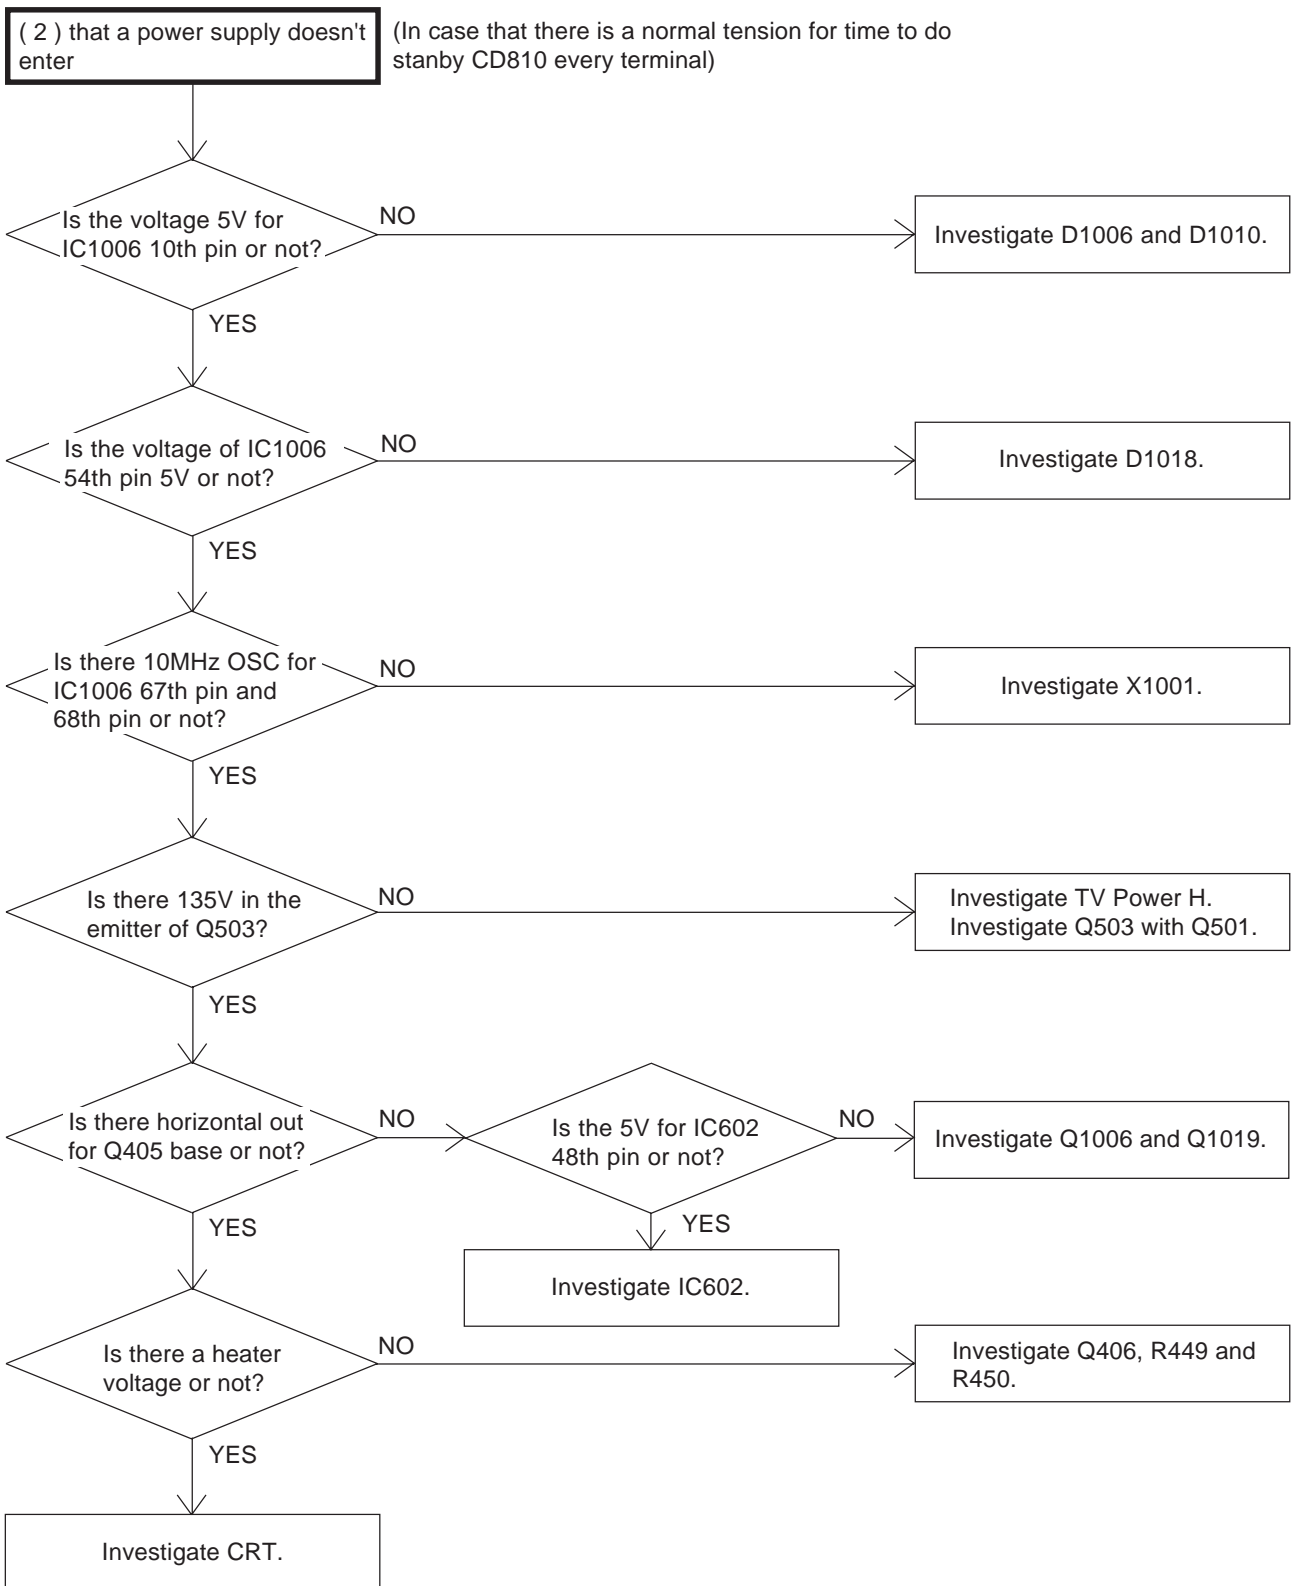 ( 2 ) that a power supply doesn't
enter
(In case that there is a normal tension for time to do
stanby CD810 every terminal)
Is the voltage 5V for
IC1006 10th pin or not?
NO
Investigate D1006 and D1010.
YES
Is the voltage of IC1006
54th pin 5V or not?
NO
Investigate D1018.
YES
Is there 10MHz OSC for
IC1006 67th pin and
68th pin or not?
NO
Investigate X1001.
YES
Is there 135V in the
emitter of Q503?
NO
Investigate TV Power H.
Investigate Q503 with Q501.
YES
Is there horizontal out
for Q405 base or not?
NO
Is the 5V for IC602
48th pin or not?
NO
Investigate Q1006 and Q1019.
YES
Investigate IC602.
YES
Is there a heater
voltage or not?
NO
Investigate Q406, R449 and
R450.
YES
Investigate CRT.